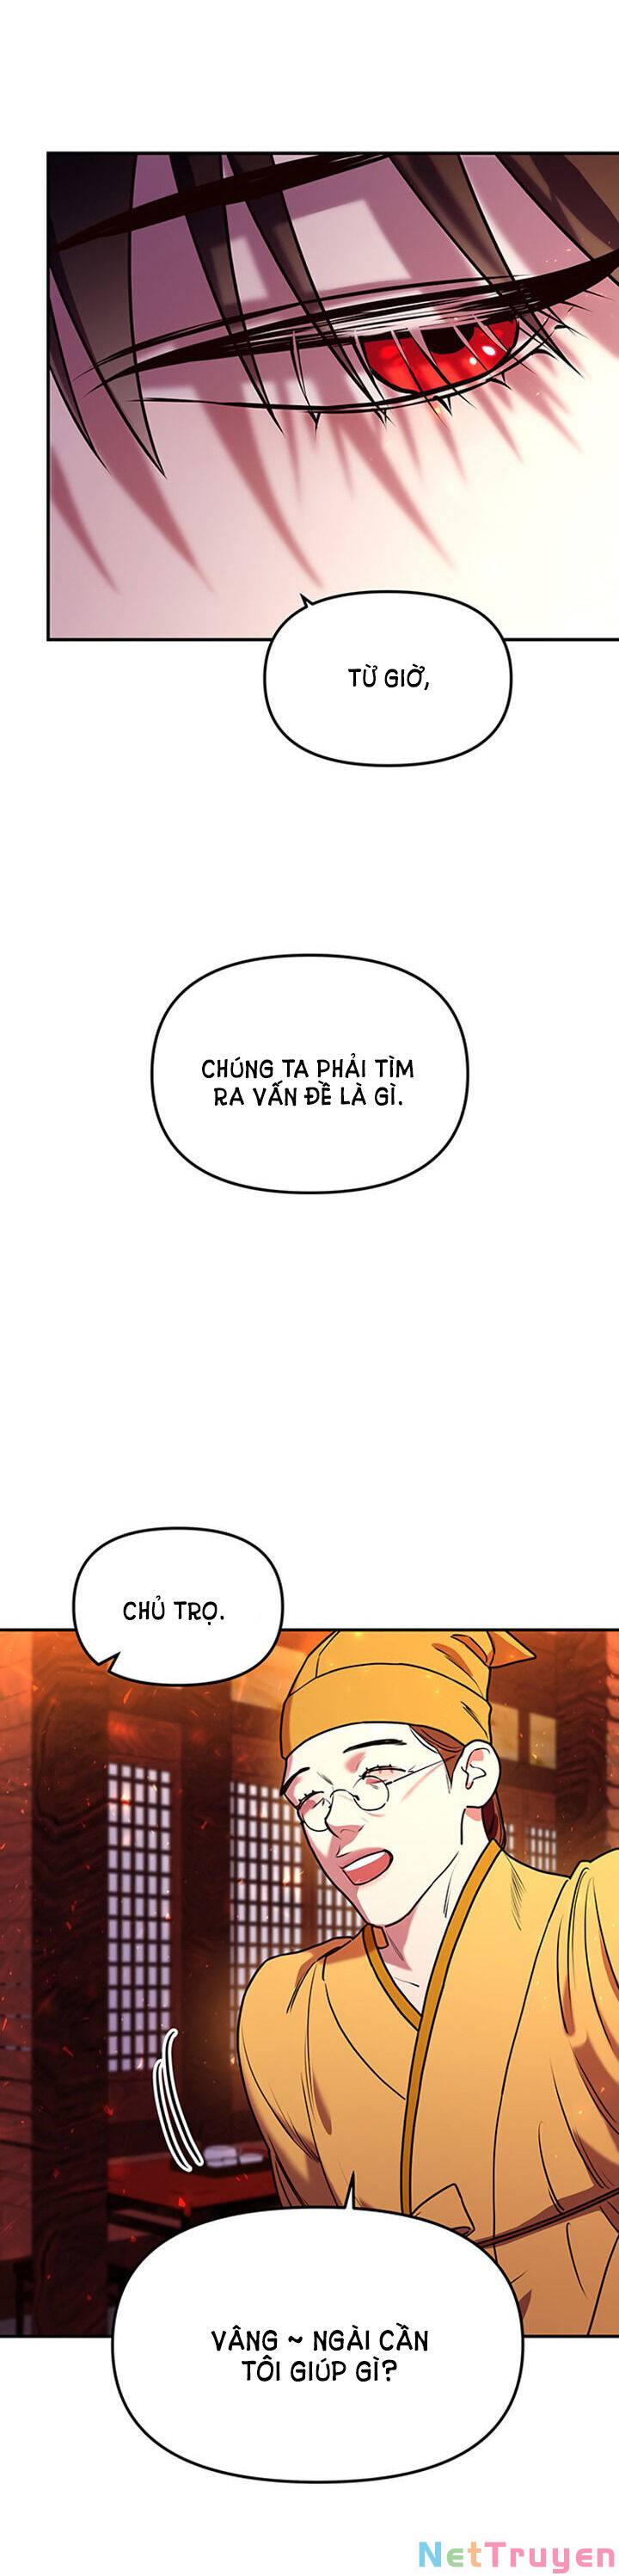 TỪ GIỜ,
CHÚNG TA PHẢI TÌM
RA VẤN ĐỀ LÀ GÌ.
CHỦ TRỌ.
VÂNG ~ NGÀI CẦN
TÔI GIÚP GÌ?
NetTruyen